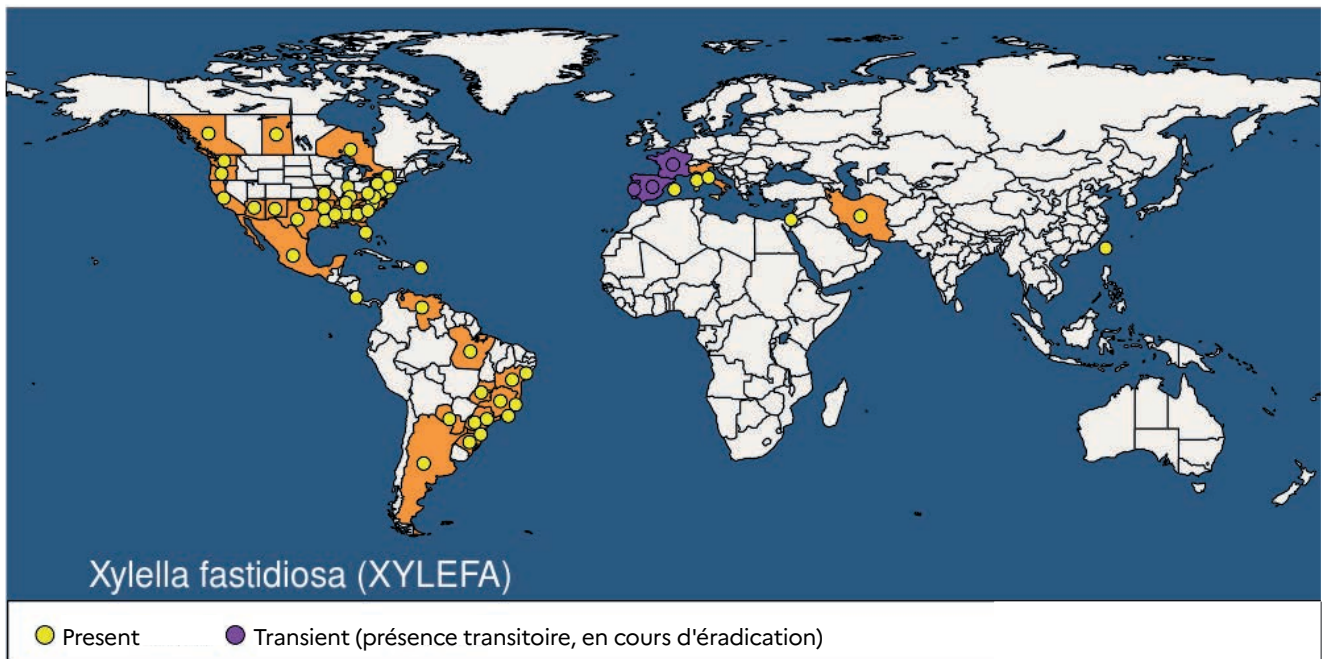 Xylella fastidiosa (XYLEFA)
Present Transient (présence transitoire, en cours d'éradication)